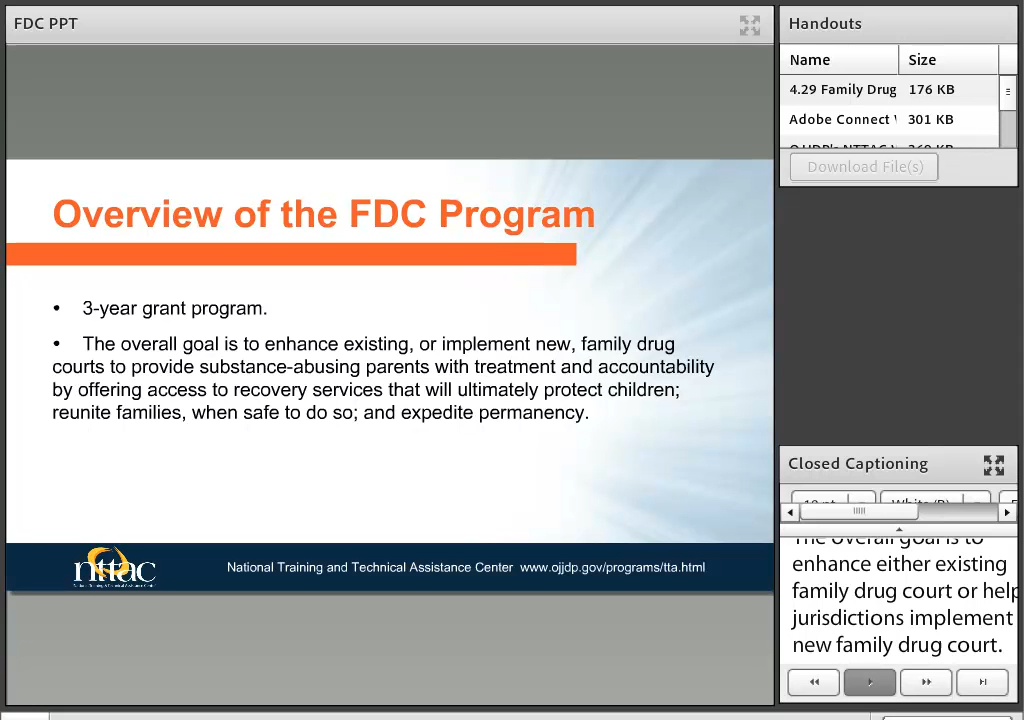 FDC PPT
Overview of the FDC Program
• 3-year grant program.
• The overall goal is to enhance existing, or implement new, family drug
courts to provide substance-abusing parents with treatment and accountability
by offering access to recovery services that will ultimately protect children;
reunite families, when safe to do so; and expedite permanency.
nttac
National Training and Technical Assistance Center www.ojjdp.gov/programs/tta.html
Handouts
Name Size
4.29 Family Drug 176 KB
Adobe Connect 301 KB
Download File(s)
Closed Captioning
The overall goal is to
enhance either existing
family drug court or help
jurisdictions implement
new family drug court.